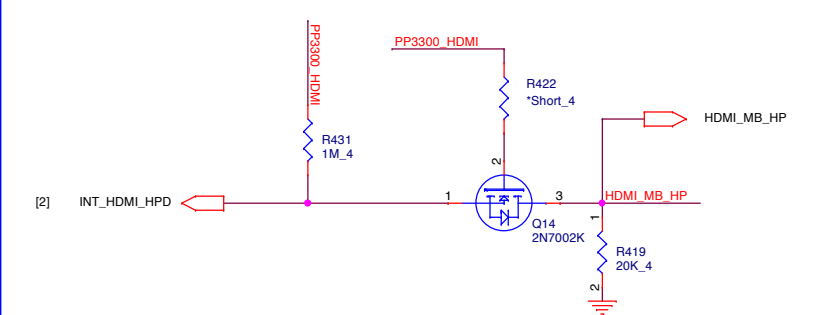 PP3300_HDMI
PP3300_HDMI
R422
*Short_4
HDMI_MB_HP
R431
1M_4
2
[2]
INT_HDMI_HPD
1
3
HDMI_MB_HP
1
Q14
2N7002K
R419
20K_4
2